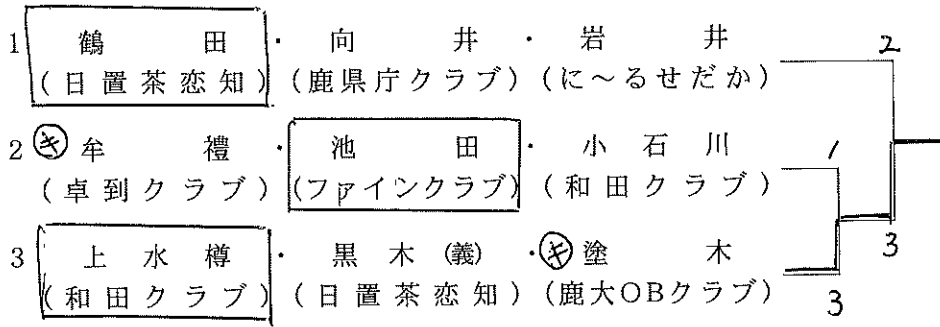 1 鶴田・向井・岩井
(日置茶恋知)(鹿県庁クラブ)(に～るせだか)
2
2 ㋖ 牟禮・池田・小石川
(卓到クラブ)(ファインクラブ)(和田クラブ)
1
3 上水樽・黒木(義)・㋖塗木
(和田クラブ)(日置茶恋知)(鹿大OBクラブ)
3
3